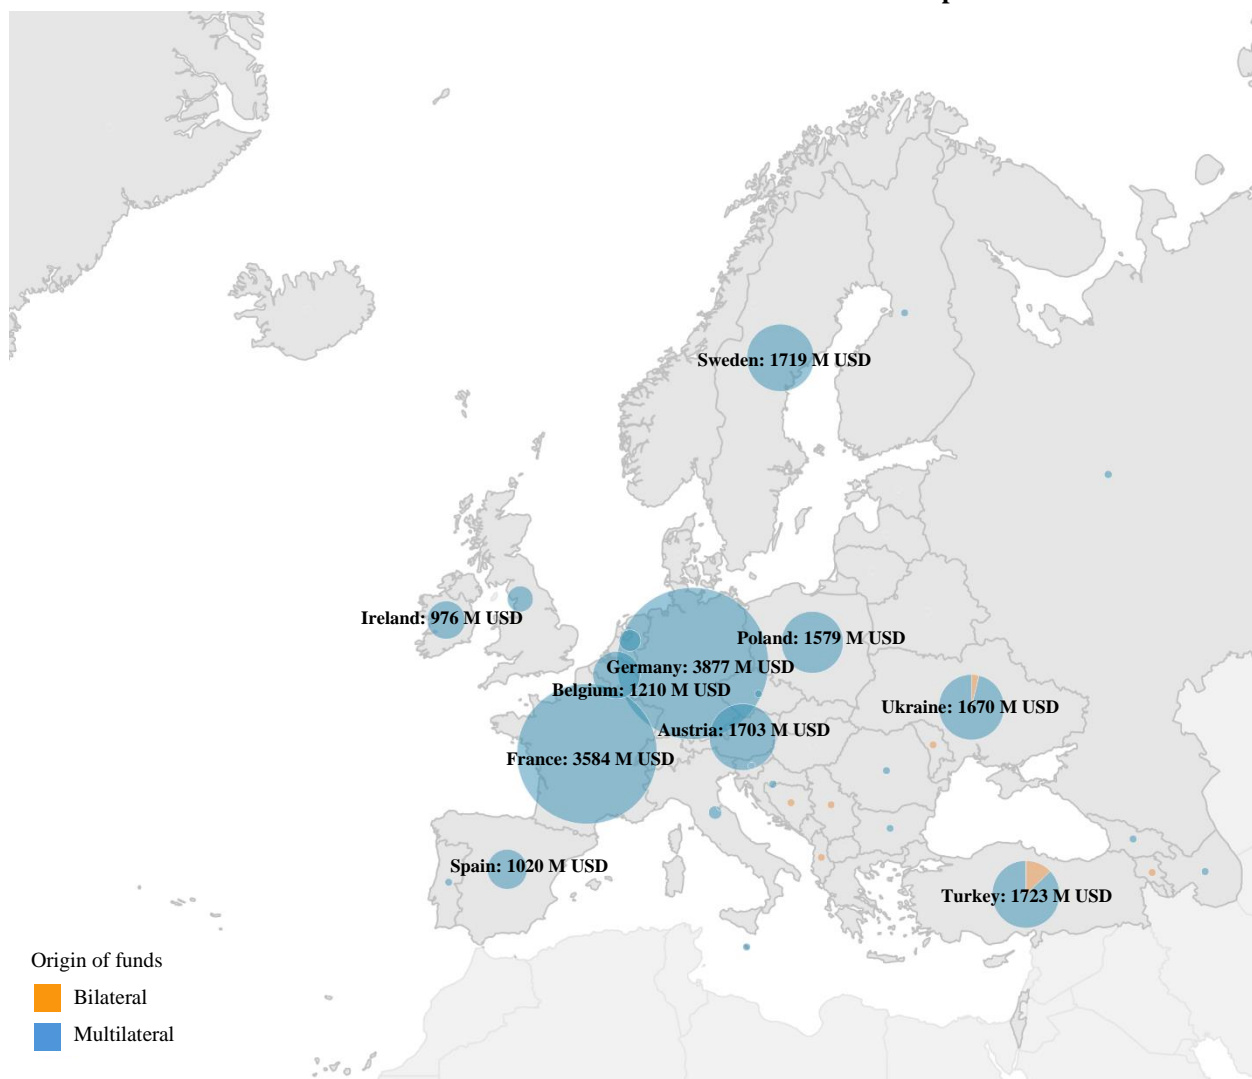 Sweden: 1719 M USD
Ireland: 976 M USD
Poland: 1579 M USD
Germany: 3877 M USD
Belgium: 1210 M USD
Ukraine: 1670 M USD
Austria: 1703 M USD
France: 3584 M USD
Spain: 1020 M USD
Turkey: 1723 M USD
Origin of funds
Bilateral
Multilateral